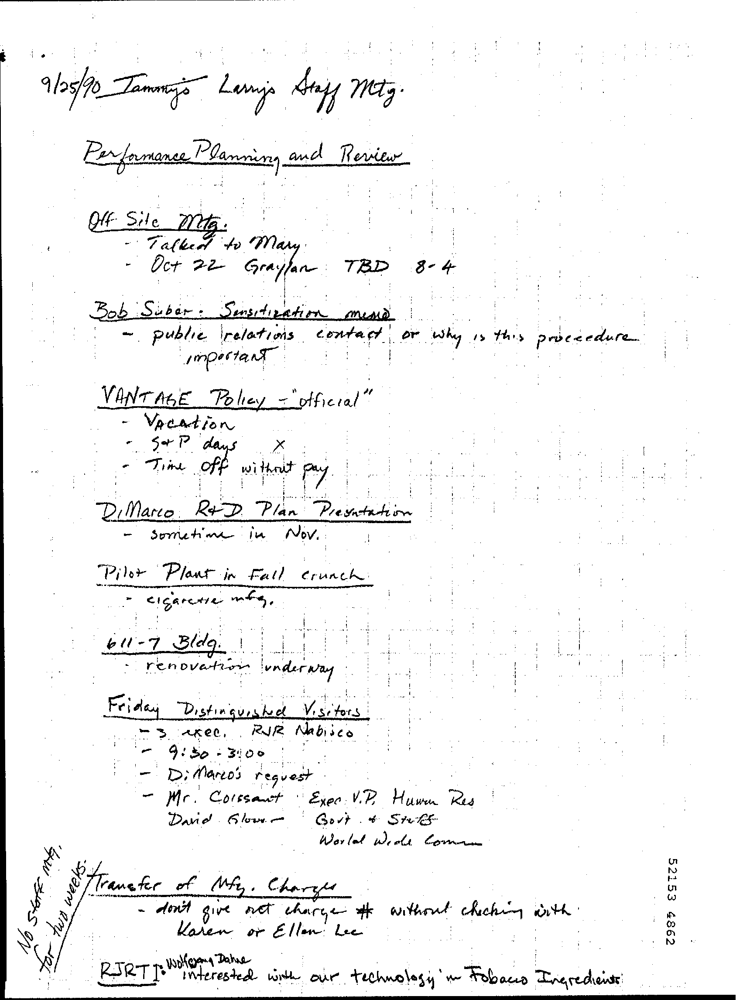 9/25/90 Tammy's Larry's Staff Mtg.
Performance Planning and Review
Off Site Mtg.
- Talked to Mary
- Oct 22 Graylan TBD 8-4
Bob Suber - Sensitization memo
- public relations contact or why is this proceedure
important
VANTAGE Policy - "official"
- Vacation
- S+P days X
- Time off without pay
DiMarco R+D Plan Presntation
- sometime in Nov.
Pilot Plant in Fall crunch
- cigarette mfg.
611-7 Bldg.
- renovation underway
Friday Distinguished Visitors
- 3 exec. RJR Nabisco
- 9:30 - 3:00
- DiMarco's request
- Mr. Coissant Exec V.P. Human Res
David Govt. +
World Wide Comm
Transfer of Mfg. Charges
- don't give out charge # without checking with
Karen or Ellen Lee
RJRTI: Wolfgang
interested with our technology in Tobacco Ingredients
No Staff mtg.
for two weeks.
52153 4862